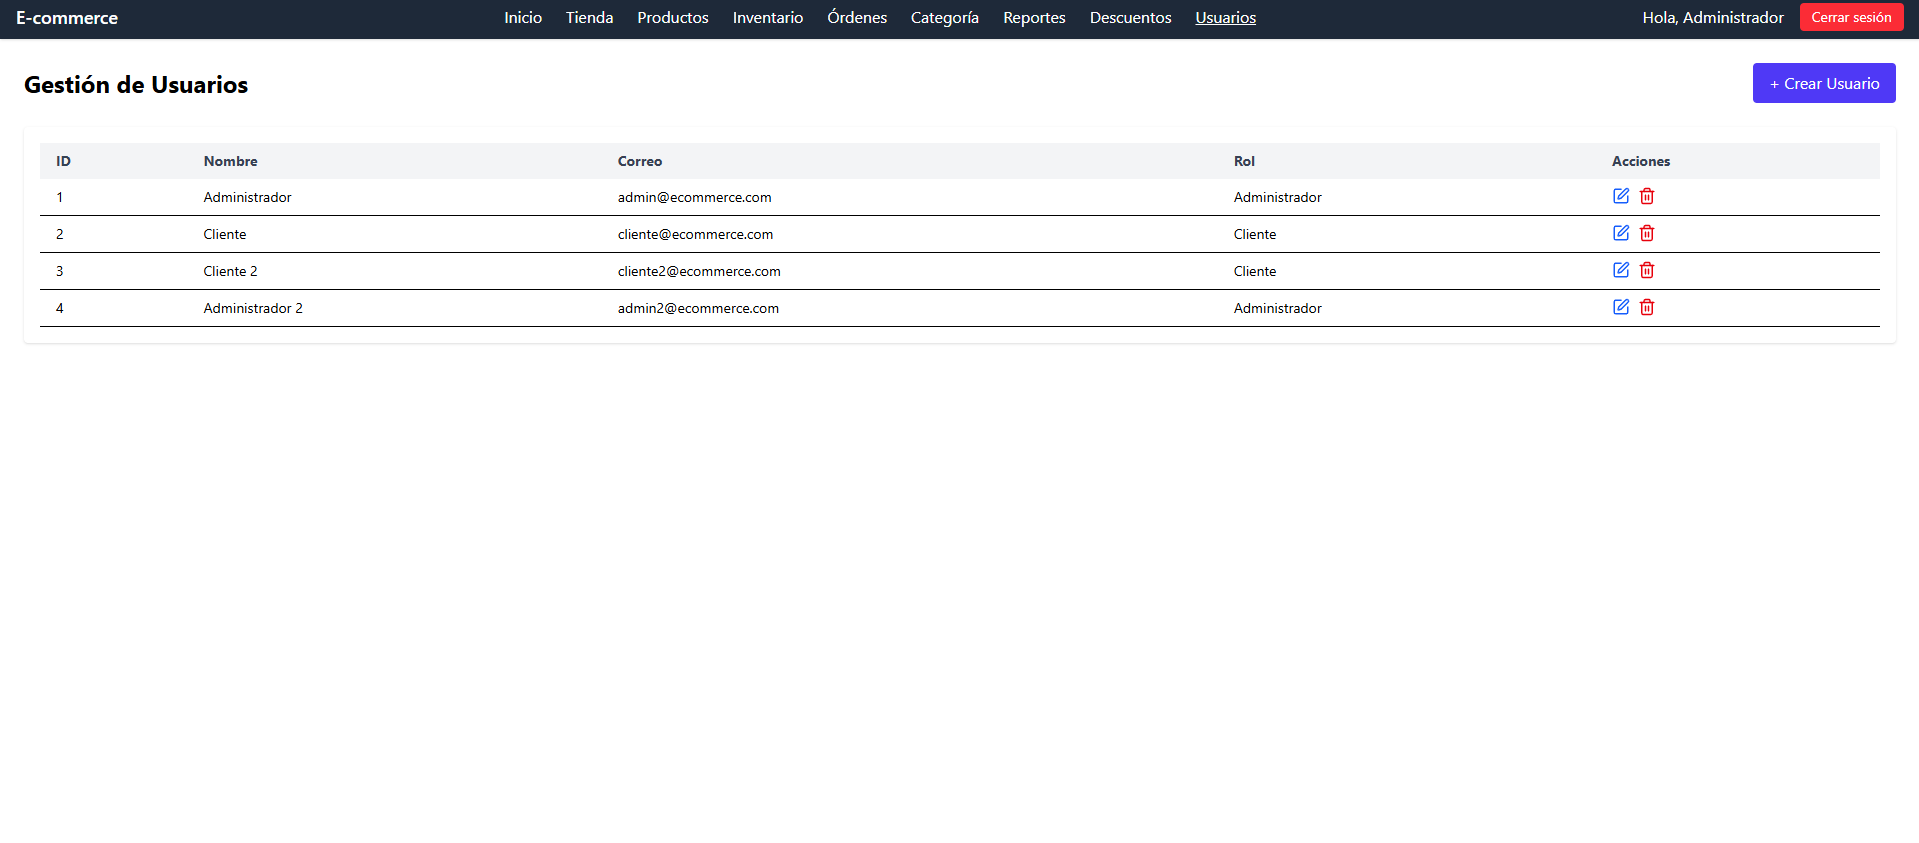 E-commerce Inicio Tienda Productos Inventario Órdenes Categoría Reportes Descuentos Usuarios Hola, Administrador Cerrar sesión
Gestión de Usuarios + Crear Usuario
ID Nombre Correo Rol Acciones
1 Administrador admin@ecommerce.com Administrador
2 Cliente cliente@ecommerce.com Cliente
3 Cliente 2 cliente2@ecommerce.com Cliente
4 Administrador 2 admin2@ecommerce.com Administrador